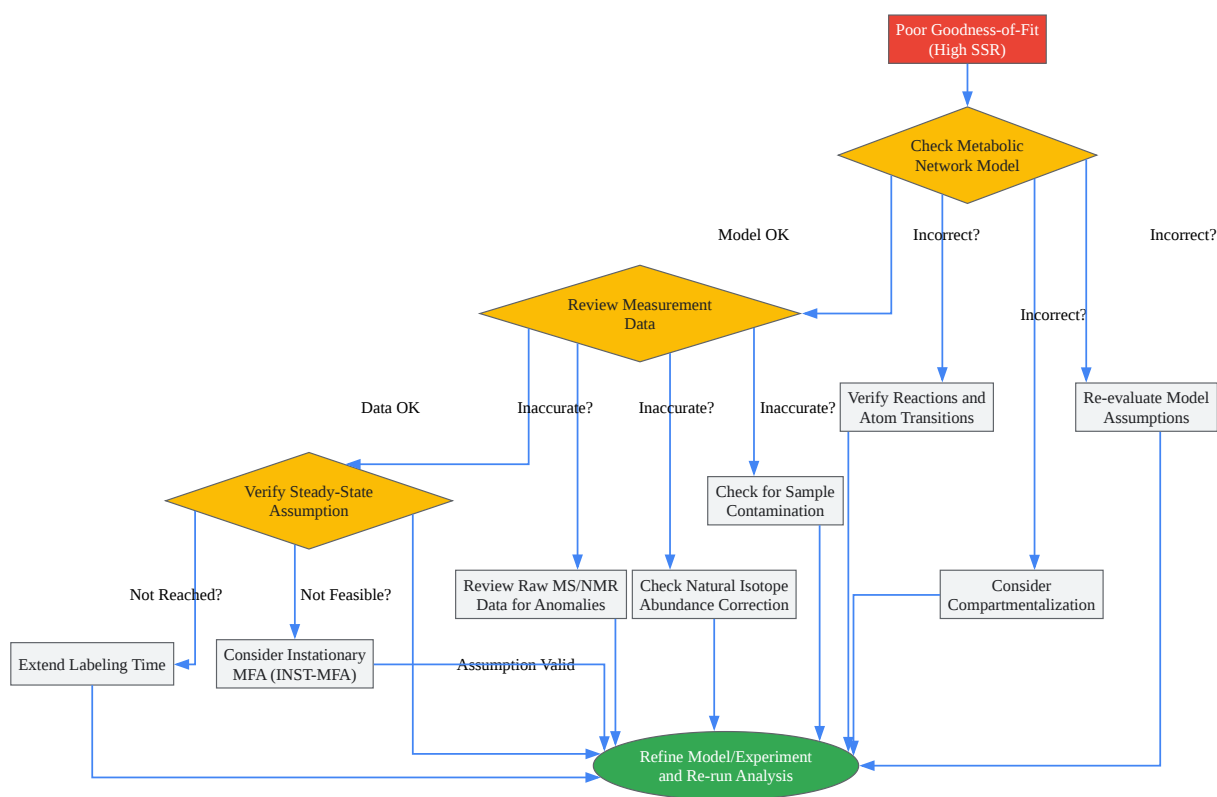 Poor Goodness-of-Fit
(High SSR)
Check Metabolic
Network Model
Model OK
Incorrect?
Incorrect?
Review Measurement
Data
Incorrect?
Data OK
Inaccurate?
Inaccurate?
Inaccurate?
Verify Reactions and
Atom Transitions
Re-evaluate Model
Assumptions
Verify Steady-State
Assumption
Check for Sample
Contamination
Not Reached?
Not Feasible?
Review Raw MS/NMR
Data for Anomalies
Check Natural Isotope
Abundance Correction
Consider
Compartmentalization
Extend Labeling Time
Consider Instationary
MFA (INST-MFA)
Assumption Valid
Refine Model/Experiment
and Re-run Analysis